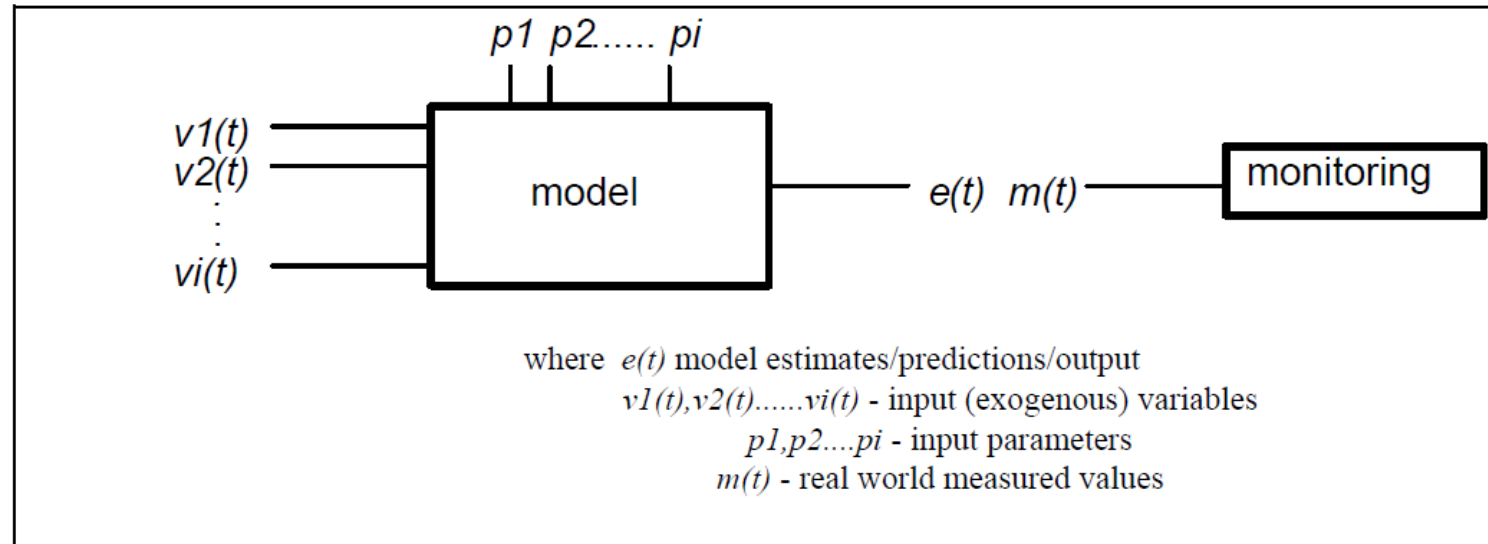 p1 p2...... pi
v1(t)
v2(t)
.
.
.
vi(t)
model
e(t) m(t)
monitoring
where e(t) model estimates/predictions/output
v1(t),v2(t)......vi(t) - input (exogenous) variables
p1,p2....pi - input parameters
m(t) - real world measured values